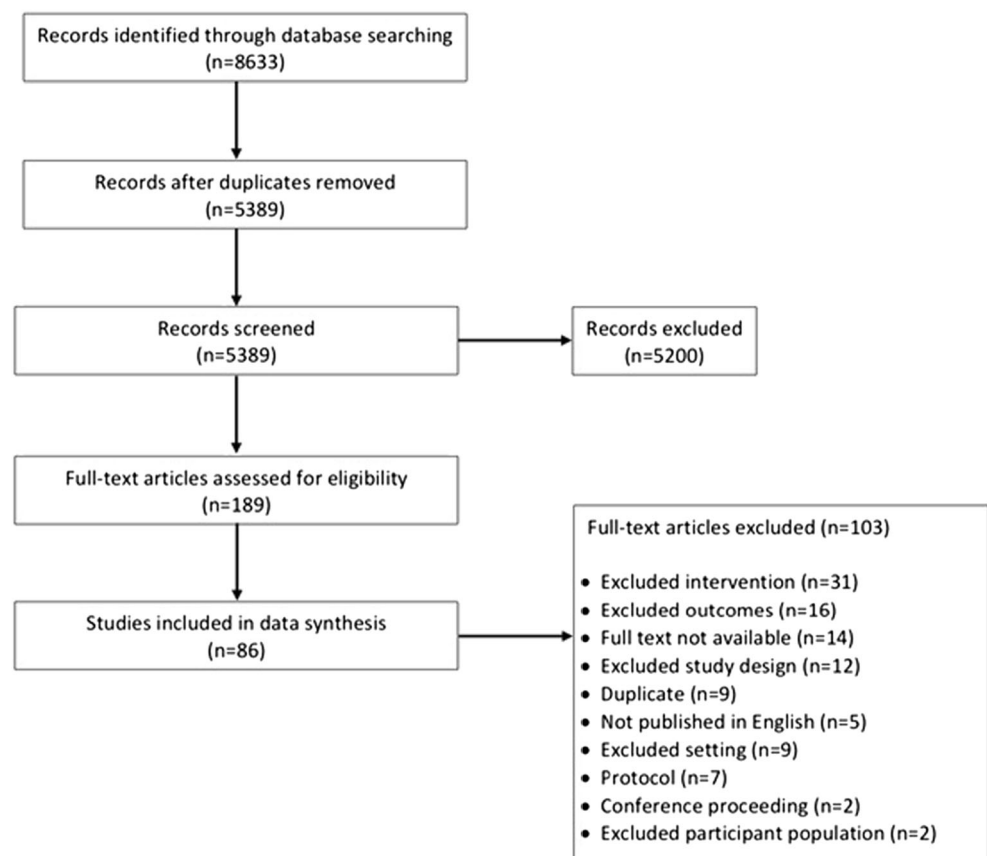 Records identified through database searching
(n=8633)
Records after duplicates removed
(n=5389)
Records screened
(n=5389)
Records excluded
(n=5200)
Full-text articles assessed for eligibility
(n=189)
Studies included in data synthesis
(n=86)
Full-text articles excluded (n=103)
• Excluded intervention (n=31)
• Excluded outcomes (n=16)
• Full text not available (n=14)
• Excluded study design (n=12)
• Duplicate (n=9)
• Not published in English (n=5)
• Excluded setting (n=9)
• Protocol (n=7)
• Conference proceeding (n=2)
• Excluded participant population (n=2)